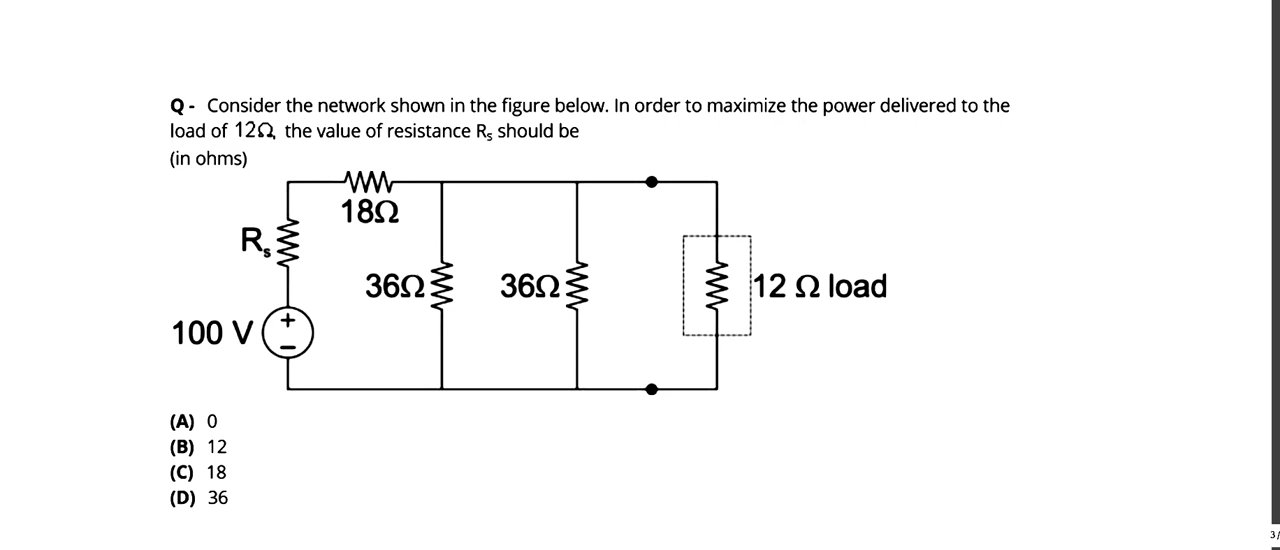 Q - Consider the network shown in the figure below. In order to maximize the power delivered to the
load of 12Ω, the value of resistance Rₛ should be
(in ohms)
18Ω
Rₛ
36Ω
36Ω
12 Ω load
100 V
+
−
(A) 0
(B) 12
(C) 18
(D) 36
3/